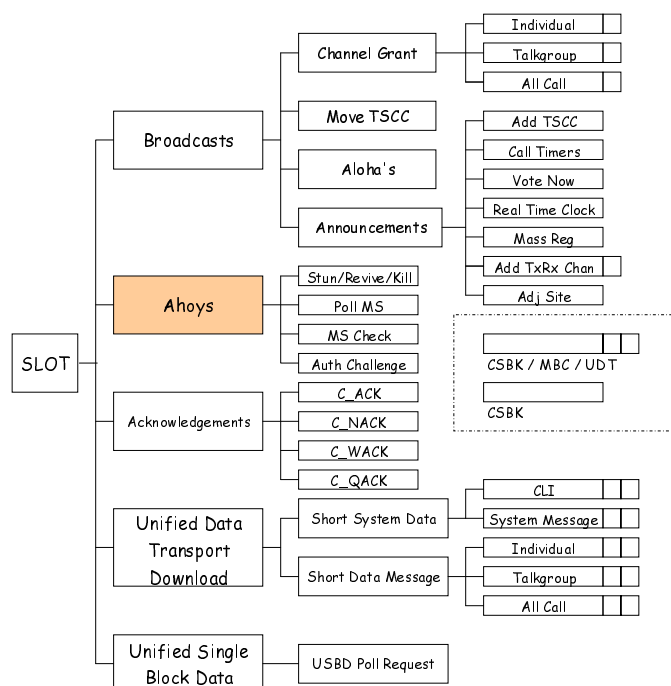 SLOT
Broadcasts
Channel Grant
Individual
Talkgroup
All Call
Move TSCC
Aloha's
Announcements
Add TSCC
Call Timers
Vote Now
Real Time Clock
Mass Reg
Add TxRx Chan
Adj Site
Ahoys
Stun/Revive/Kill
Poll MS
MS Check
Auth Challenge
CSBK / MBC / UDT
CSBK
Acknowledgements
C_ACK
C_NACK
C_WACK
C_QACK
Unified Data
Transport
Download
Short System Data
CLI
System Message
Short Data Message
Individual
Talkgroup
All Call
Unified Single
Block Data
USBD Poll Request